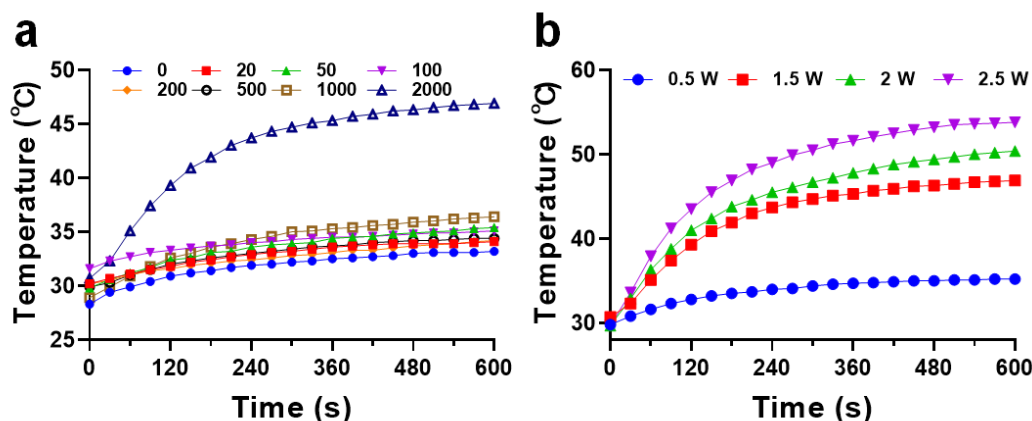 a
0 20 50 100
200 500 1000 2000
50
45
40
35
30
25
Temperature (°C)
0 120 240 360 480 600
Time (s)
b
0.5 W 1.5 W 2 W 2.5 W
60
50
40
30
Temperature (°C)
0 120 240 360 480 600
Time (s)